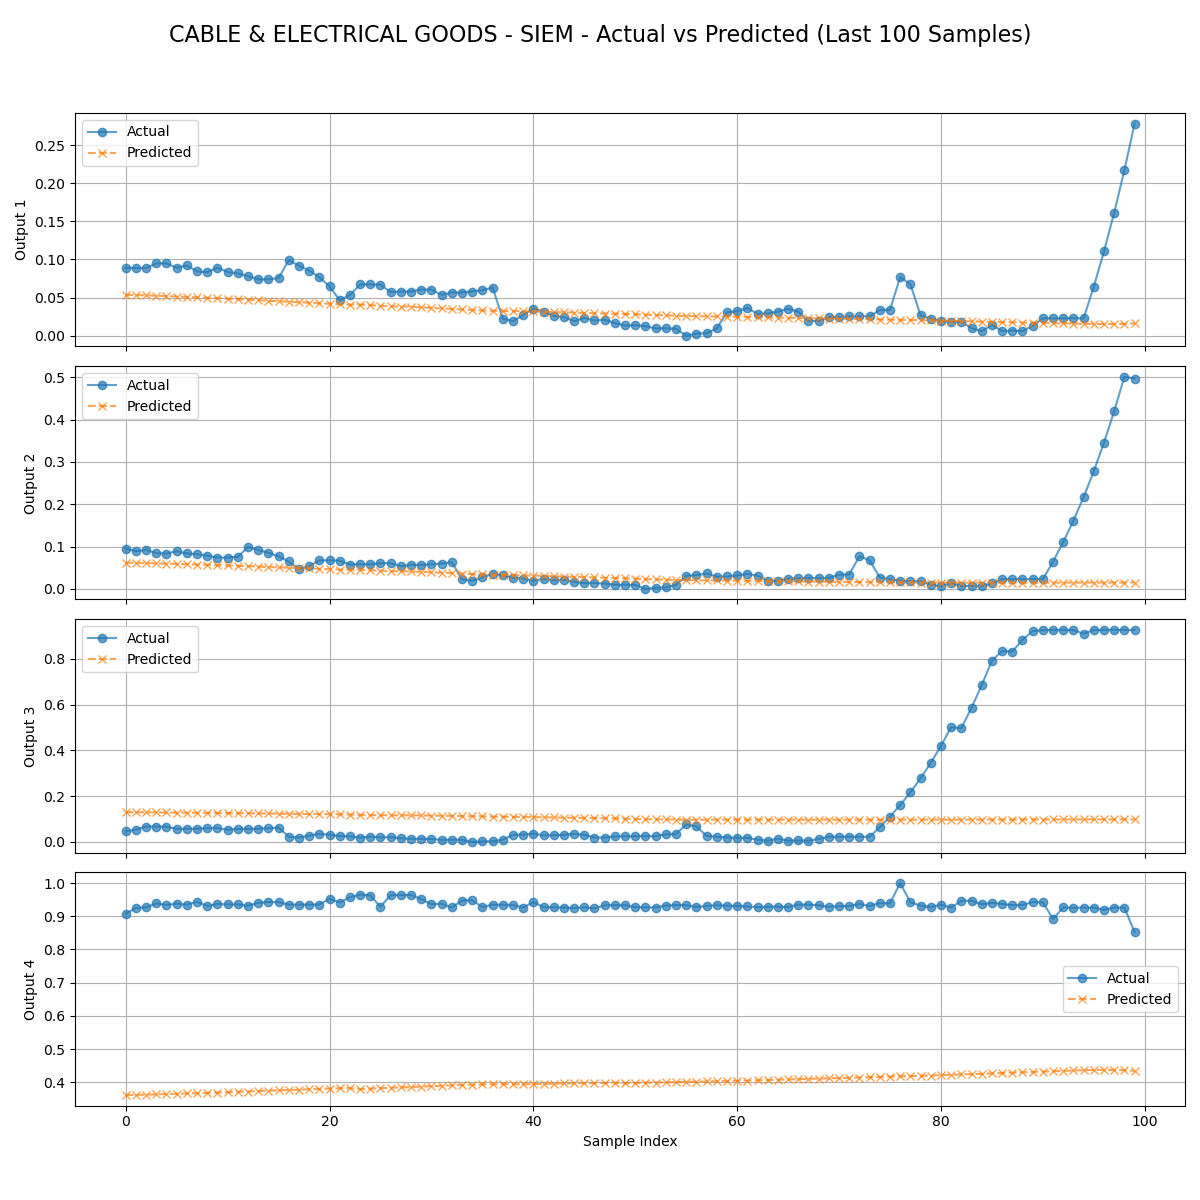 CABLE & ELECTRICAL GOODS - SIEM - Actual vs Predicted (Last 100 Samples)
Actual
Predicted
Output 1
0.25
0.20
0.15
0.10
0.05
0.00
Actual
Predicted
Output 2
0.5
0.4
0.3
0.2
0.1
0.0
Actual
Predicted
Output 3
0.8
0.6
0.4
0.2
0.0
Actual
Predicted
Output 4
1.0
0.9
0.8
0.7
0.6
0.5
0.4
0 20 40 60 80 100
Sample Index